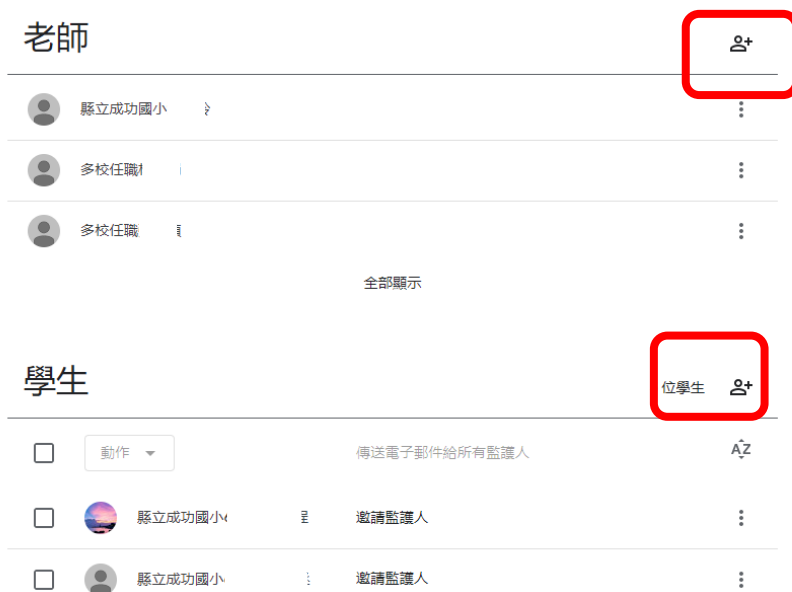 老師
縣立成功國小
多校任職
多校任職
全部顯示
學生
位學生
動作 傳送電子郵件給所有監護人
AZ
縣立成功國小 邀請監護人
縣立成功國小 邀請監護人